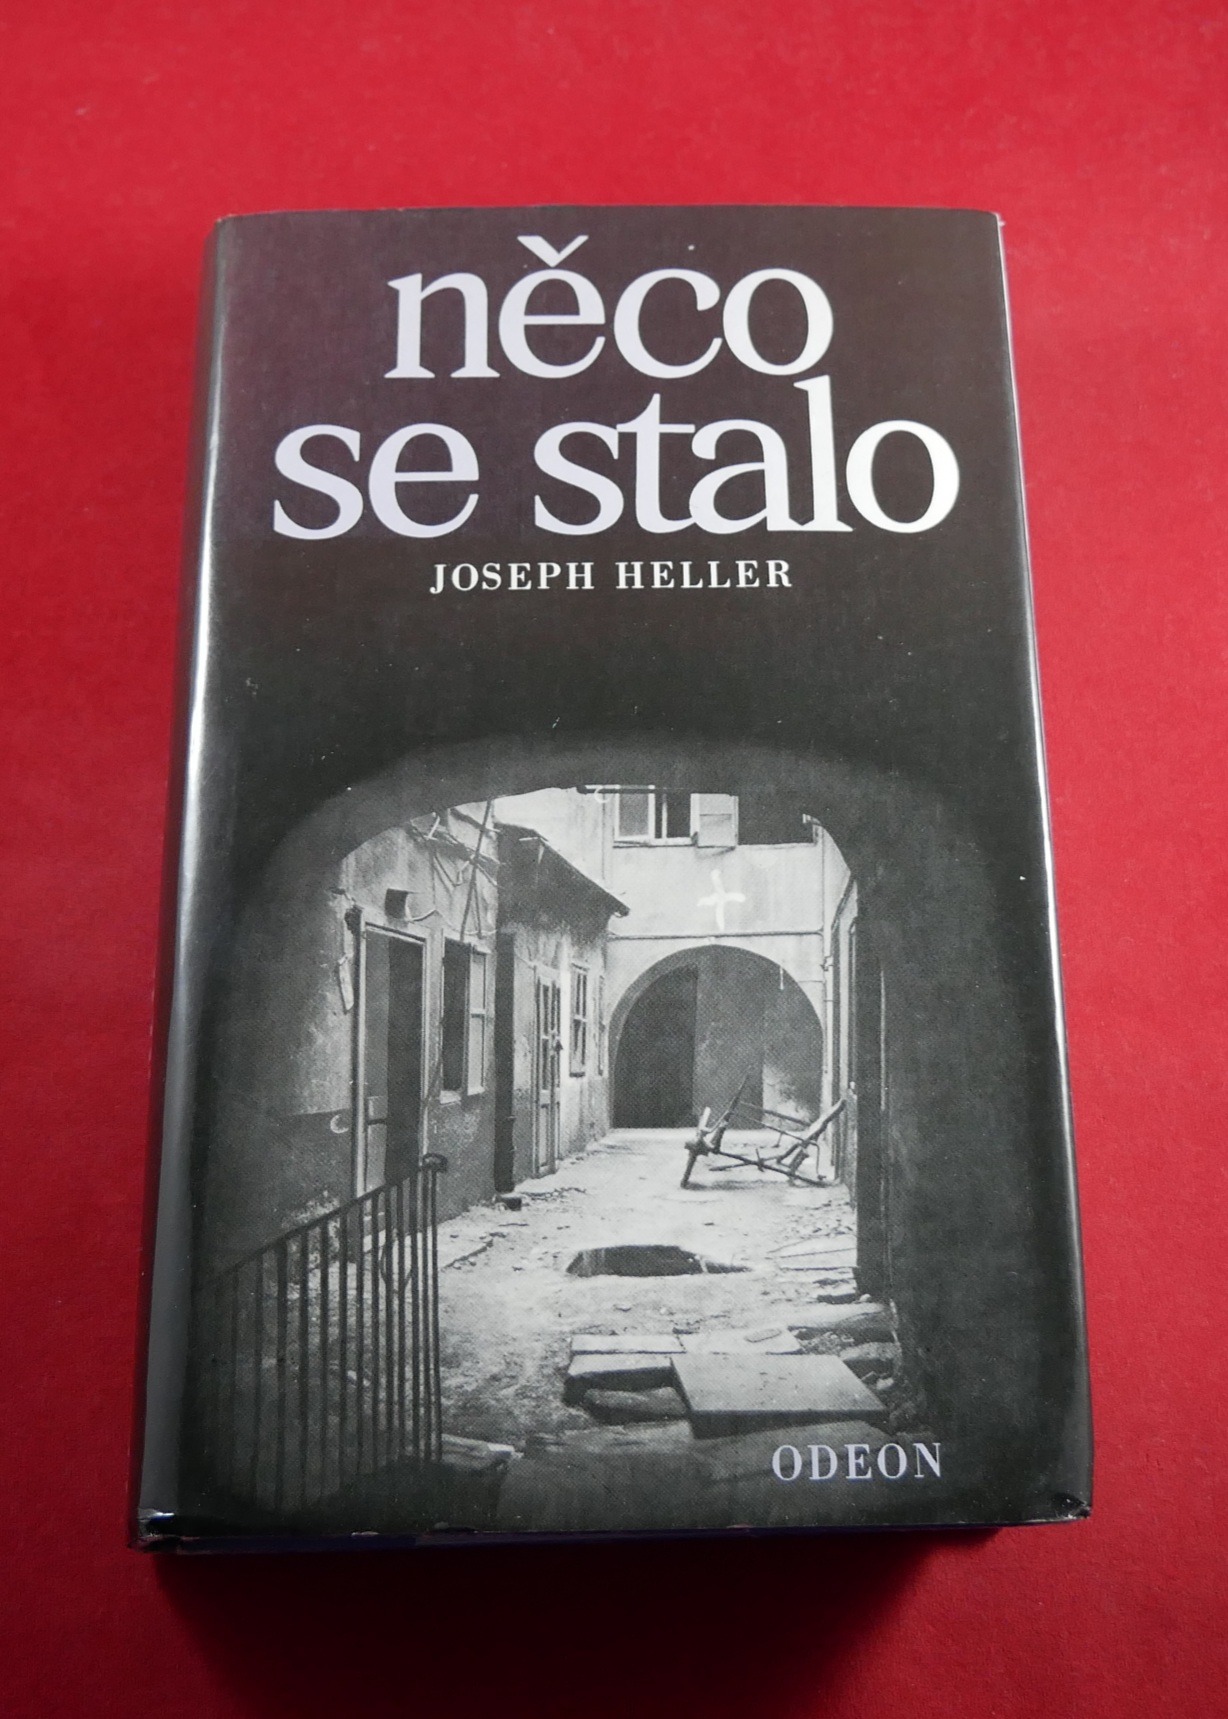 něco
se stalo
JOSEPH HELLER
ODEON